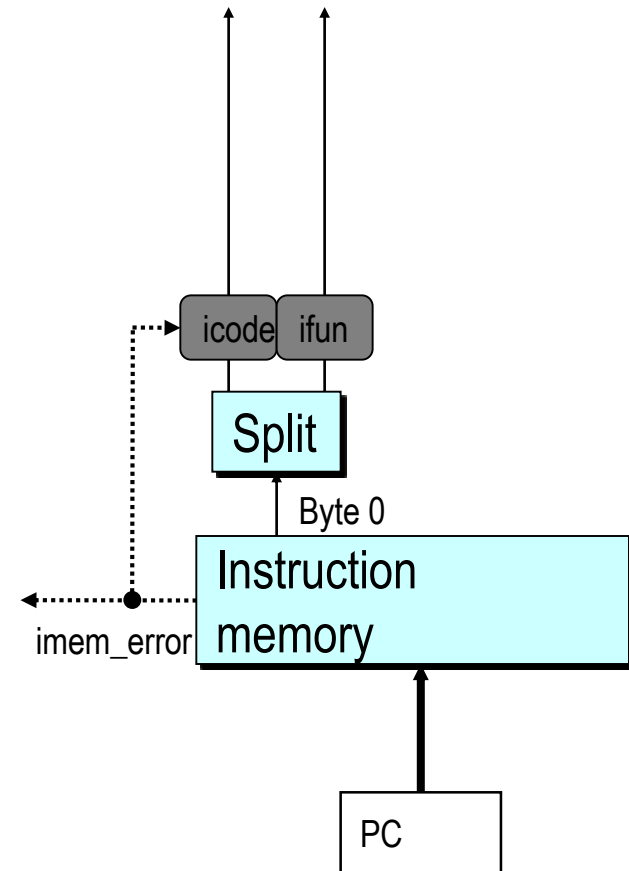 icode ifun
Split
Byte 0
Instruction
memory
imem_error
PC